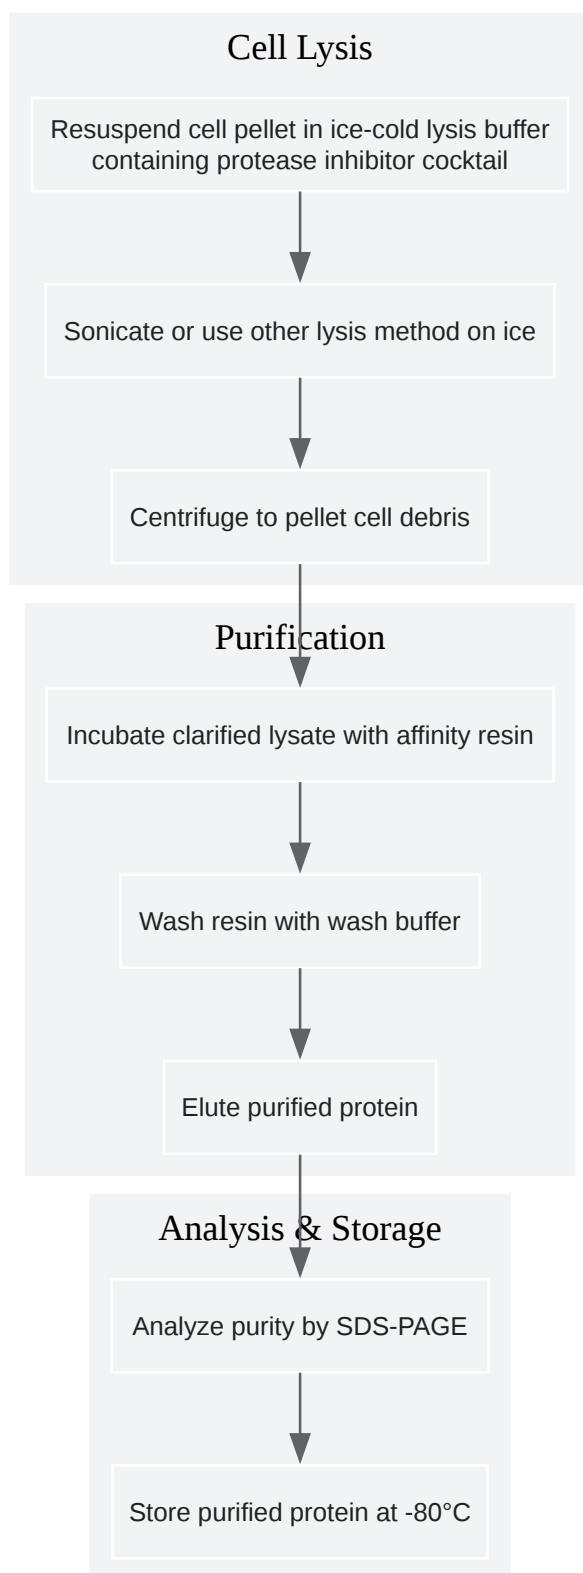 Cell Lysis
Resuspend cell pellet in ice-cold lysis buffer
containing protease inhibitor cocktail
Sonicate or use other lysis method on ice
Centrifuge to pellet cell debris
Purification
Incubate clarified lysate with affinity resin
Wash resin with wash buffer
Elute purified protein
Analysis & Storage
Analyze purity by SDS-PAGE
Store purified protein at -80°C